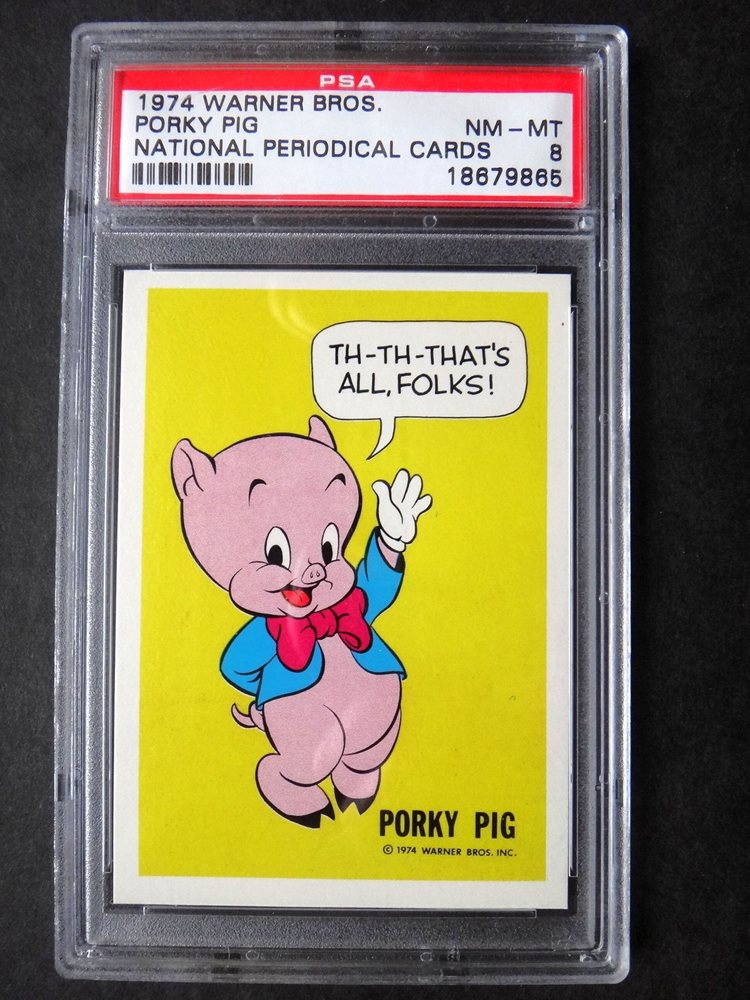 PSA
1974 WARNER BROS.
PORKY PIG NM - MT
NATIONAL PERIODICAL CARDS 8
18679865
TH-TH-THAT'S
ALL, FOLKS!
PORKY PIG
© 1974 WARNER BROS. INC.